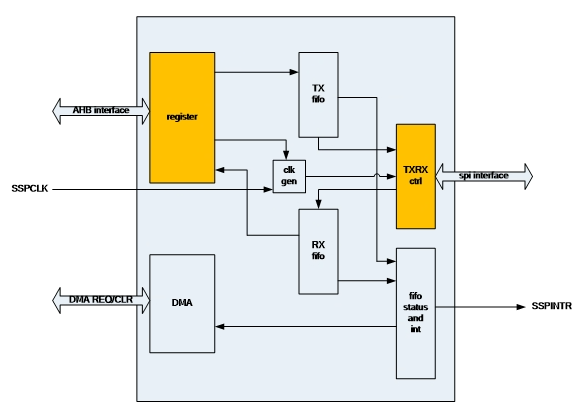 AHB interface
register
TX
fifo
clk
gen
TXRX
ctrl
spi interface
SSPCLK
RX
fifo
DMA REQ/CLR
DMA
fifo
status
and
int
SSPINTR